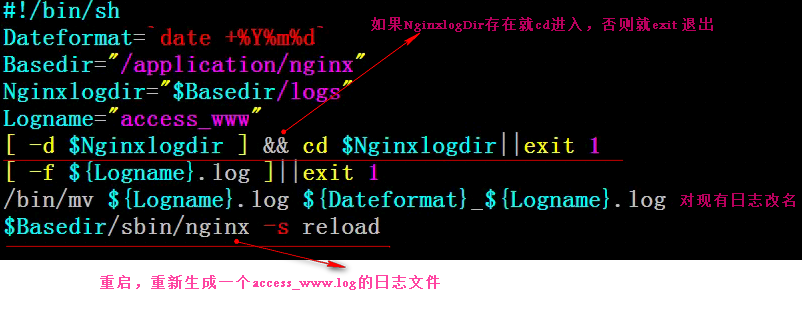 #!/bin/sh
Dateformat=`date +%Y%m%d`
如果NginxlogDir存在就cd进入，否则就exit 退出
Basedir="/application/nginx"
Nginxlogdir="$Basedir/logs"
Logname="access_www"
[ -d $Nginxlogdir ] && cd $Nginxlogdir||exit 1
[ -f ${Logname}.log ]||exit 1
/bin/mv ${Logname}.log ${Dateformat}_${Logname}.log 对现有日志改名
$Basedir/sbin/nginx -s reload
重启，重新生成一个access_www.log的日志文件